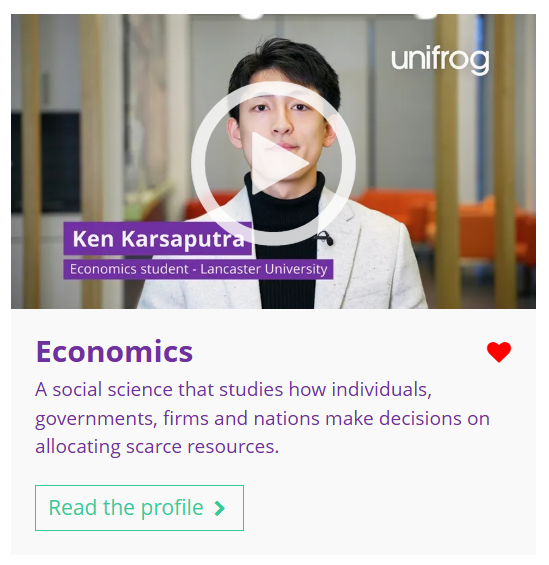 unifrog
Ken Karsaputra
Economics student - Lancaster University
Economics
A social science that studies how individuals,
governments, firms and nations make decisions on
allocating scarce resources.
Read the profile